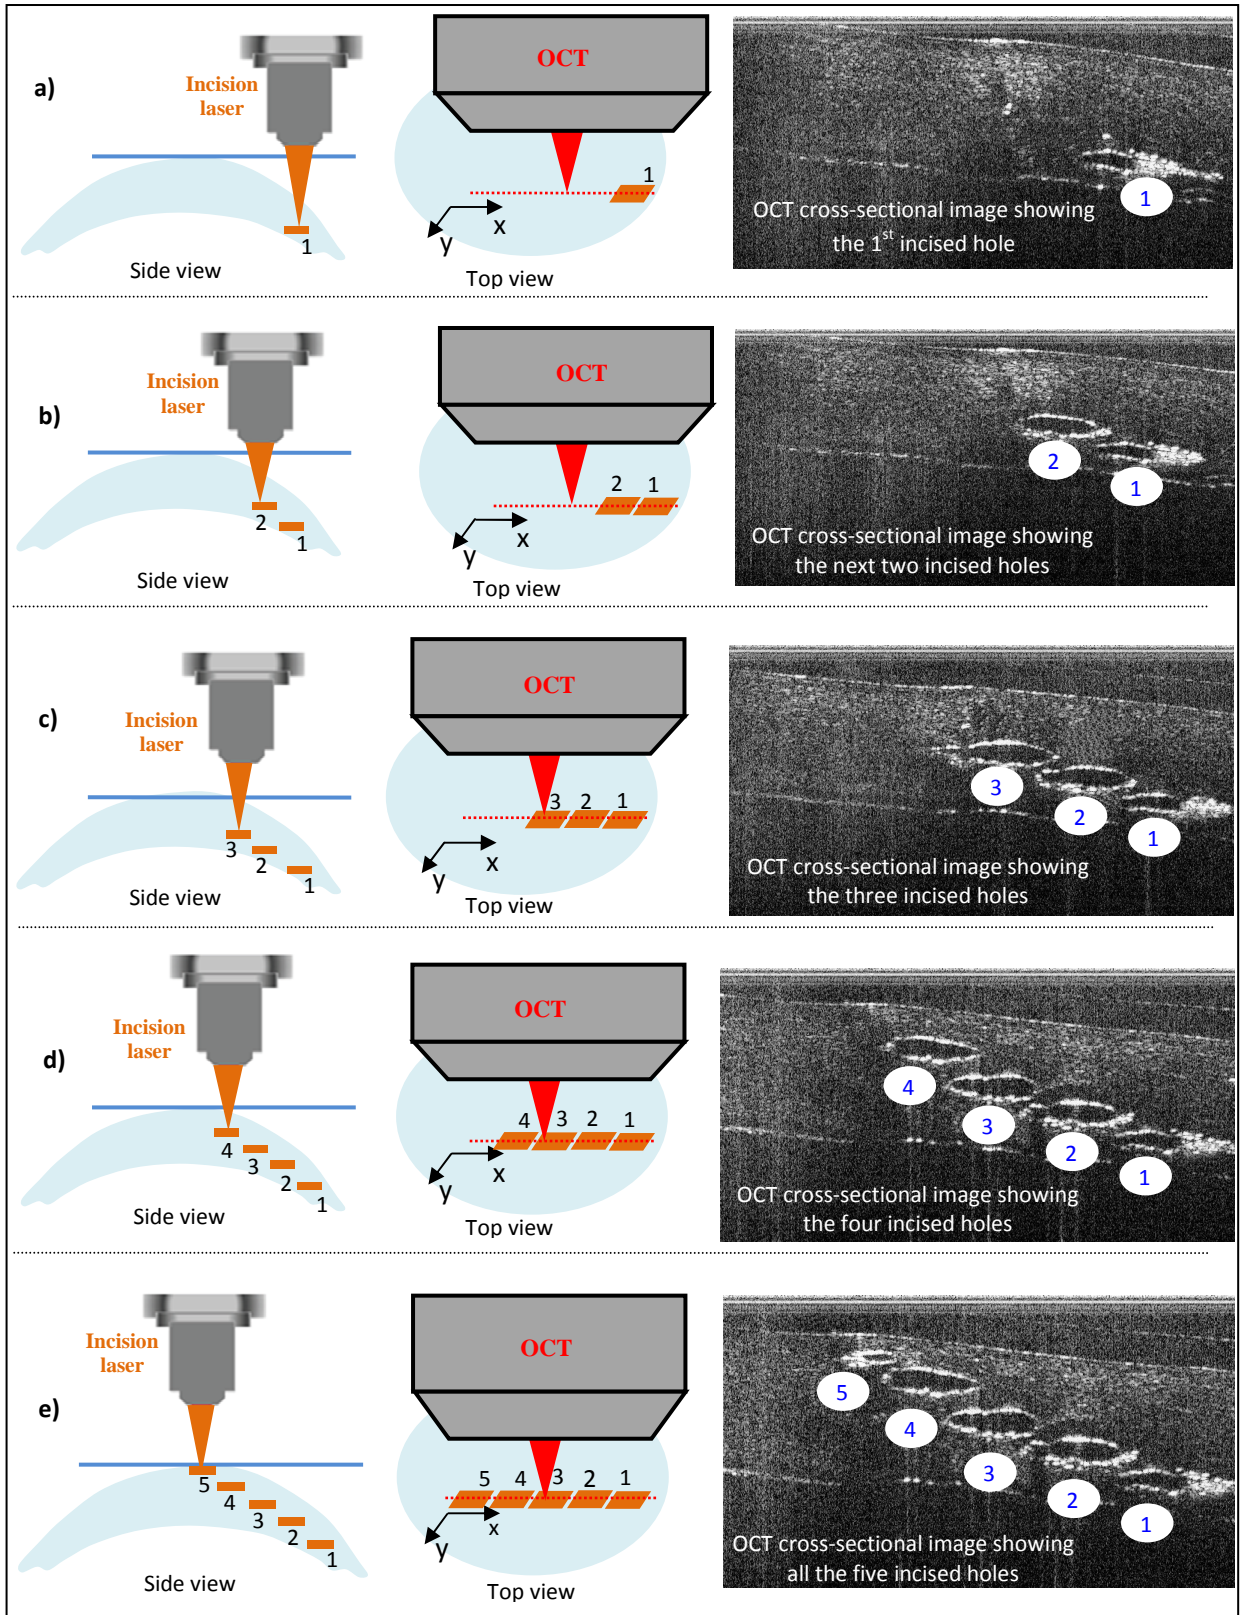 a)
Incision
laser
1
Side view
OCT
1
x
y
Top view
1
OCT cross-sectional image showing
the 1st incised hole
b)
Incision
laser
2
1
Side view
OCT
2 1
x
y
Top view
2
1
OCT cross-sectional image showing
the next two incised holes
c)
Incision
laser
3
2
1
Side view
OCT
3 2 1
x
y
Top view
3
2
1
OCT cross-sectional image showing
the three incised holes
d)
Incision
laser
4
3
2
1
Side view
OCT
4 3 2 1
x
y
Top view
4
3
2
1
OCT cross-sectional image showing
the four incised holes
e)
Incision
laser
5
4
3
2
1
Side view
OCT
5 4 3 2 1
x
y
Top view
5
4
3
2
1
OCT cross-sectional image showing
all the five incised holes